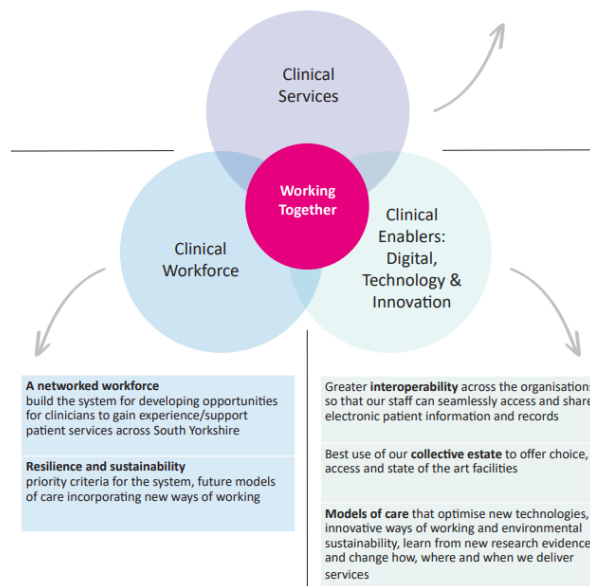 Clinical
Services
Working
Together
Clinical
Workforce
Clinical
Enablers:
Digital,
Technology &
Innovation
A networked workforce
build the system for developing opportunities
for clinicians to gain experience/support
patient services across South Yorkshire
Resilience and sustainability
priority criteria for the system, future models
of care incorporating new ways of working
Greater interoperability across the organisations
so that our staff can seamlessly access and share
electronic patient information and records
Best use of our collective estate to offer choice,
access and state of the art facilities
Models of care that optimise new technologies,
innovative ways of working and environmental
sustainability, learn from new research evidence
and change how, where and when we deliver
services